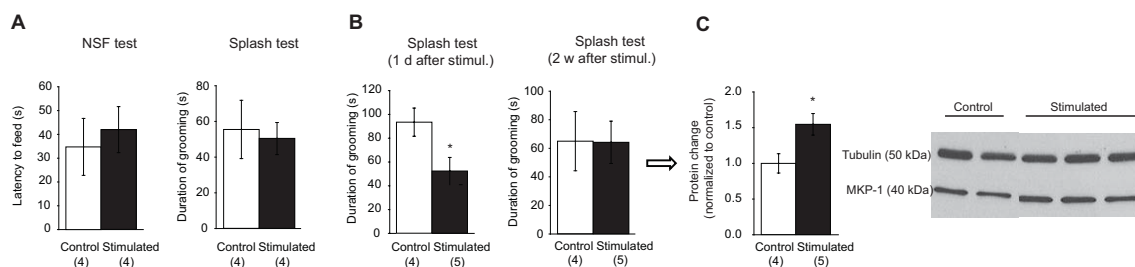 A
NSF test
Latency to feed (s)
60
50
40
30
20
10
0
Control Stimulated
(4) (4)
Splash test
Duration of grooming (s)
80
60
40
20
0
Control Stimulated
(4) (4)
B
Splash test
(1 d after stimul.)
Duration of grooming (s)
120
100
80
60
40
20
0
*
Control Stimulated
(4) (5)
Splash test
(2 w after stimul.)
Duration of grooming (s)
100
80
60
40
20
0
Control Stimulated
(4) (5)
C
Protein change
(normalized to control)
2.0
1.5
1.0
0.5
0.0
*
Control Stimulated
(4) (5)
Control Stimulated
Tubulin (50 kDa)
MKP-1 (40 kDa)